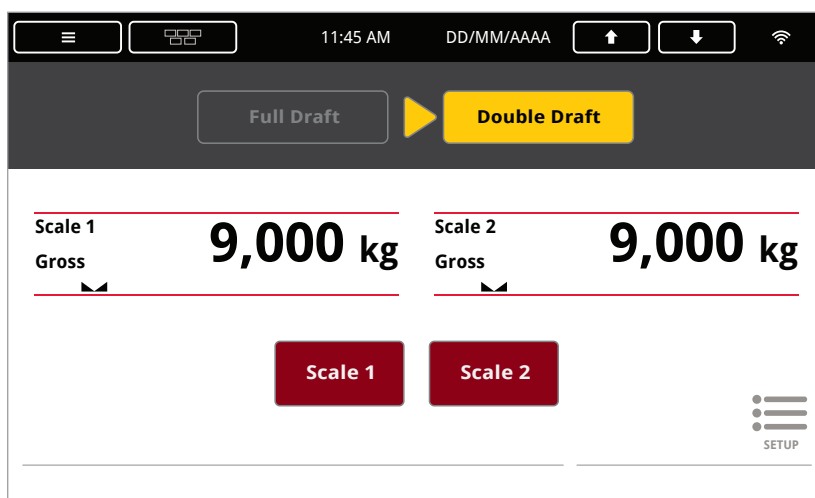 11:45 AM DD/MM/AAAA
Full Draft Double Draft
Scale 1
Gross
9,000 kg
Scale 2
Gross
9,000 kg
Scale 1 Scale 2
SETUP